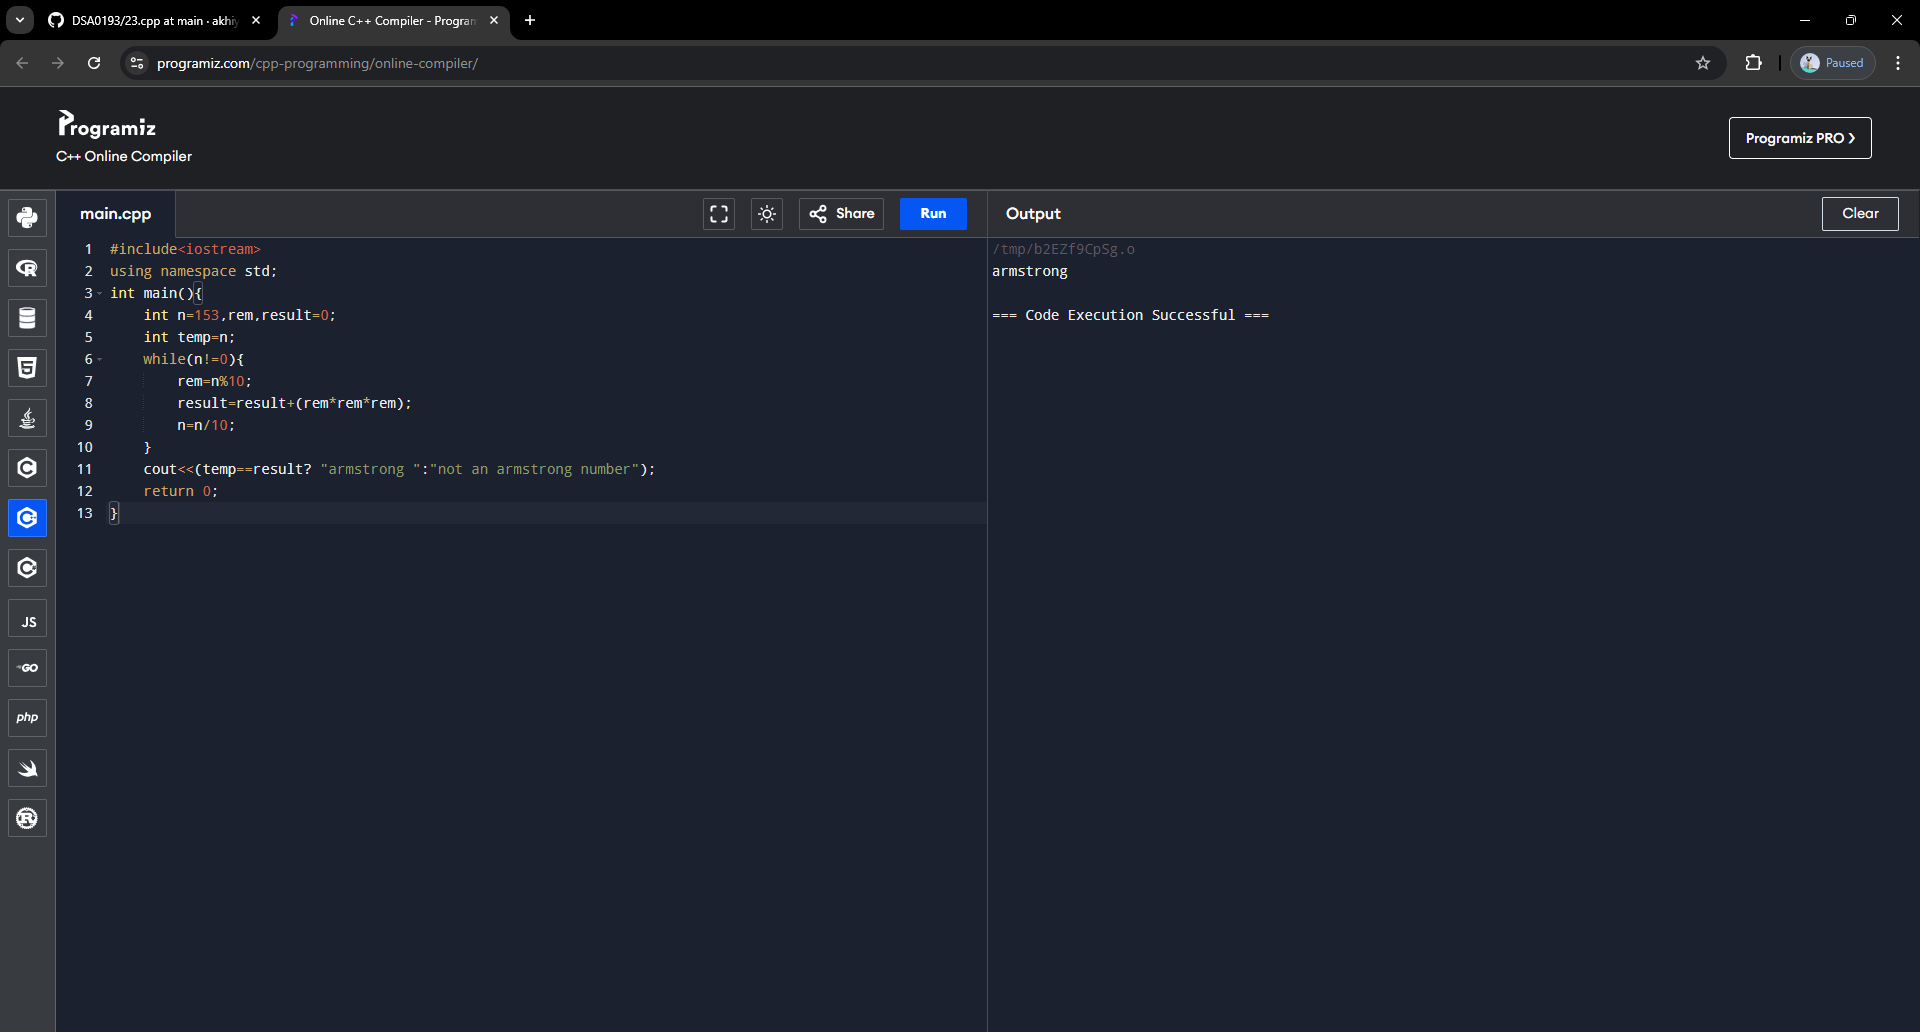 DSA0193/23.cpp at main · akhiy
Online C++ Compiler - Program
programiz.com/cpp-programming/online-compiler/
Paused
Programiz
C++ Online Compiler
Programiz PRO ❯
main.cpp
Share
Run
Output
Clear
1 #include<iostream>
2 using namespace std;
3 int main(){
4 int n=153,rem,result=0;
5 int temp=n;
6 while(n!=0){
7 rem=n%10;
8 result=result+(rem*rem*rem);
9 n=n/10;
10 }
11 cout<<(temp==result? "armstrong ":"not an armstrong number");
12 return 0;
13 }
/tmp/b2EZf9CpSg.o
armstrong
=== Code Execution Successful ===
JS
GO
php